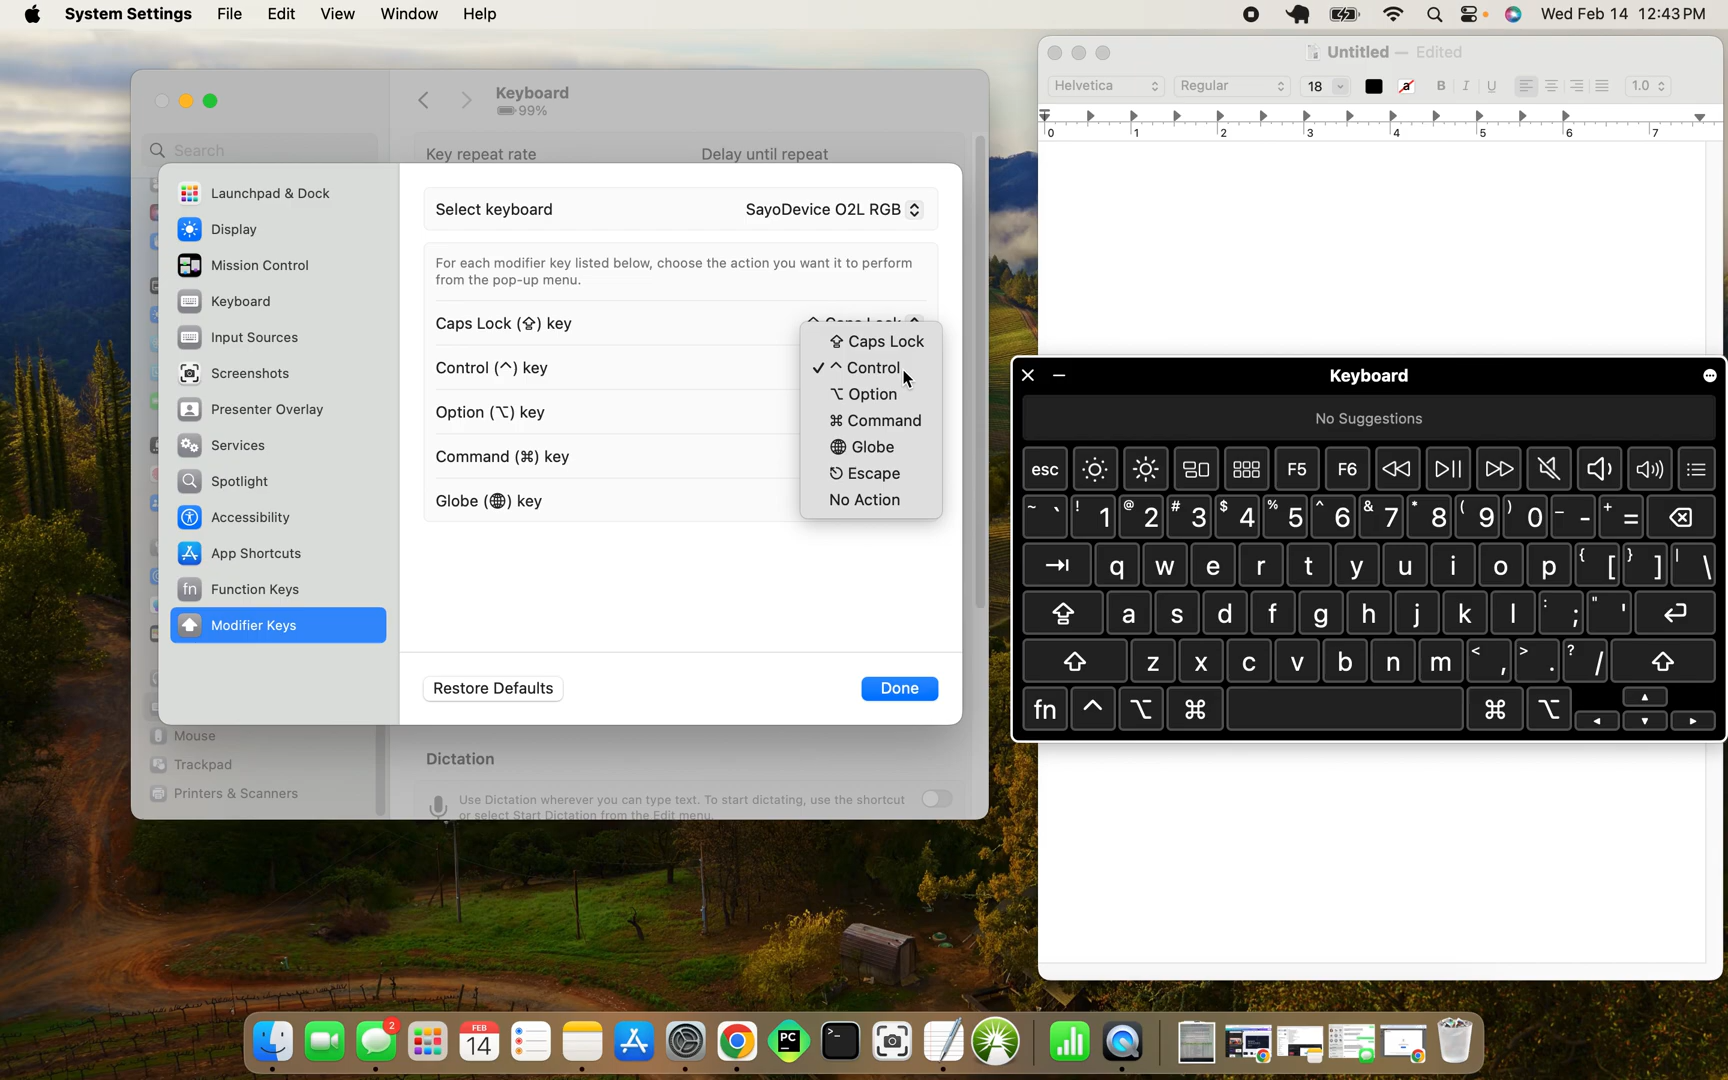 System Settings File Edit View Window Help Wed Feb 14 12:43 PM
Keyboard
99%
Search
Key repeat rate Delay until repeat
Launchpad & Dock
Display
Mission Control
Keyboard
Input Sources
Screenshots
Presenter Overlay
Services
Spotlight
Accessibility
App Shortcuts
fn Function Keys
Modifier Keys
Select keyboard SayoDevice O2L RGB
For each modifier key listed below, choose the action you want it to perform
from the pop-up menu.
Caps Lock (⇪) key
Control (^) key
Option (⌥) key
Command (⌘) key
Globe (🌐) key
⇪ Caps Lock
✓ ^ Control
⌥ Option
⌘ Command
🌐 Globe
Escape
No Action
Restore Defaults Done
Mouse
Trackpad
Printers & Scanners
Dictation
Use Dictation wherever you can type text. To start dictating, use the shortcut
or select Start Dictation from the Edit menu.
Untitled — Edited
Helvetica Regular 18 a B I U 1.0
0 1 2 3 4 5 6 7
Keyboard
No Suggestions
esc F5 F6
~ ` ! 1 @ 2 # 3 $ 4 % 5 ^ 6 & 7 * 8 ( 9 ) 0 _ - + =
q w e r t y u i o p { [ } ] | \
a s d f g h j k l : ; " '
z x c v b n m < , > . ? /
fn ^ ⌥ ⌘ ⌘ ⌥
2
FEB
14
PC